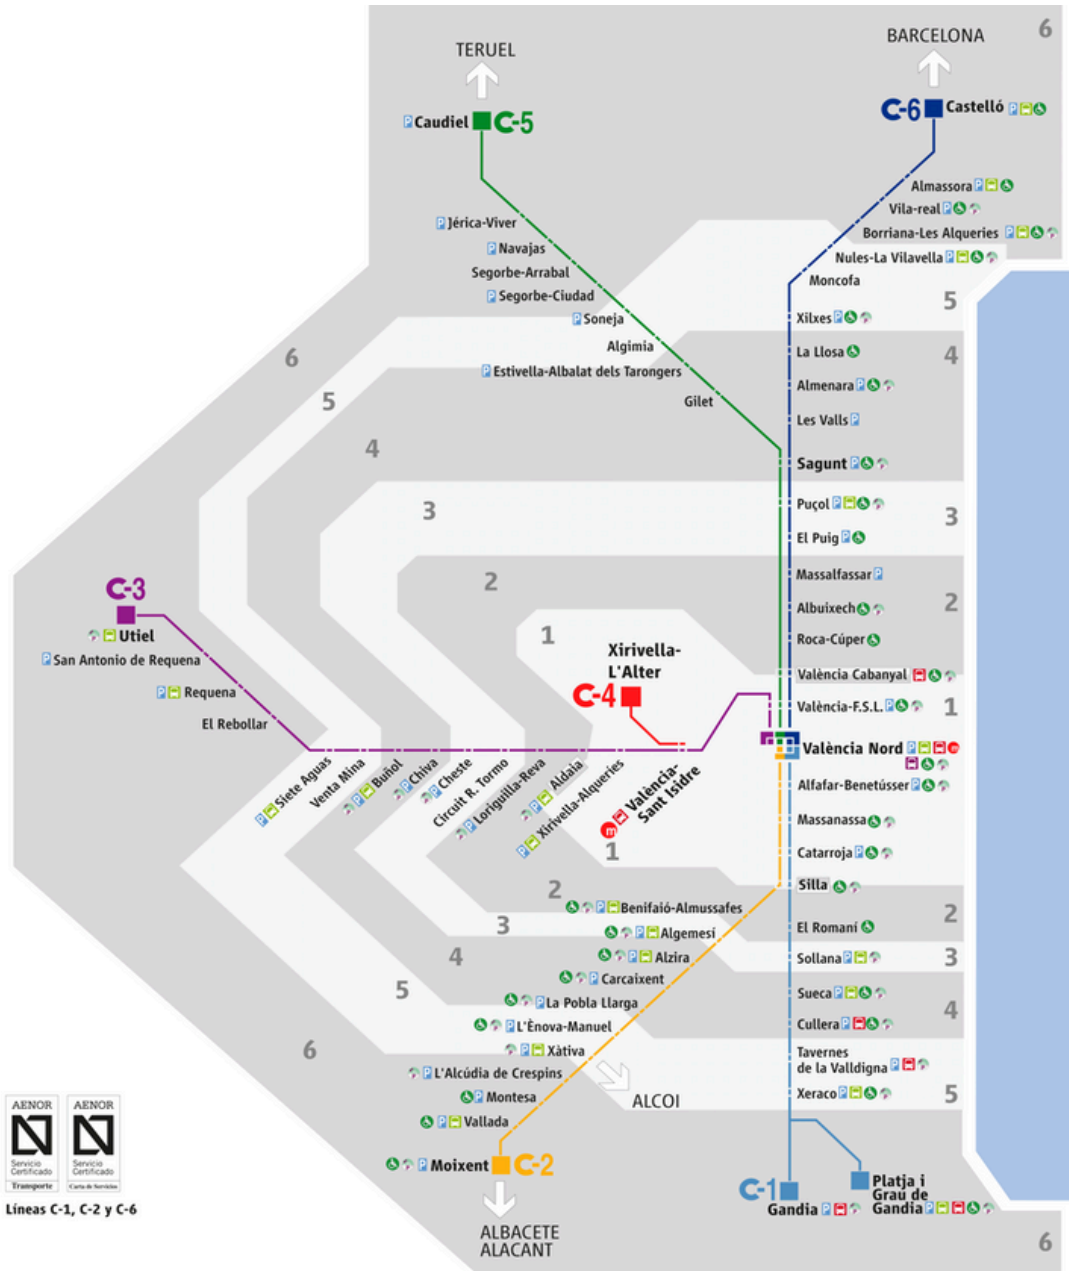 TERUEL
BARCELONA
6
Caudiel
C-5
C-6
Castelló
Almassora
Vila-real
Borriana-Les Alqueries
Nules-La Vilavella
Moncofa
Jérica-Viver
Navajas
Segorbe-Arrabal
Segorbe-Ciudad
Soneja
Algimia
Estivella-Albalat dels Tarongers
Gilet
5
Xilxes
La Llosa
4
Almenara
Les Valls
Sagunt
6
5
4
3
2
1
Puçol
3
El Puig
Massalfassar
Albuixech
2
Roca-Cúper
València Cabanyal
València-F.S.L.
1
C-3
Utiel
San Antonio de Requena
Requena
El Rebollar
Xirivella-
L'Alter
C-4
València Nord
m
Siete Aguas
Venta Mina
Buñol
Chiva
Cheste
Circuit R. Tormo
Loriguilla-Reva
Aldaia
Xirivella-Alqueries
València-
Sant Isidre
m
Alfafar-Benetússer
Massanassa
Catarroja
Silla
El Romaní
2
Sollana
3
Sueca
4
Cullera
Tavernes
de la Valldigna
Xeraco
5
1
2
3
4
5
6
Benifaió-Almussafes
Algemesí
Alzira
Carcaixent
La Pobla Llarga
L'Ènova-Manuel
Xàtiva
L'Alcúdia de Crespins
Montesa
Vallada
Moixent
C-2
ALCOI
ALBACETE
ALACANT
C-1
Gandia
Platja i
Grau de
Gandia
6
AENOR
Servicio
Certificado
Transporte
AENOR
Servicio
Certificado
Carta de Servicios
Líneas C-1, C-2 y C-6